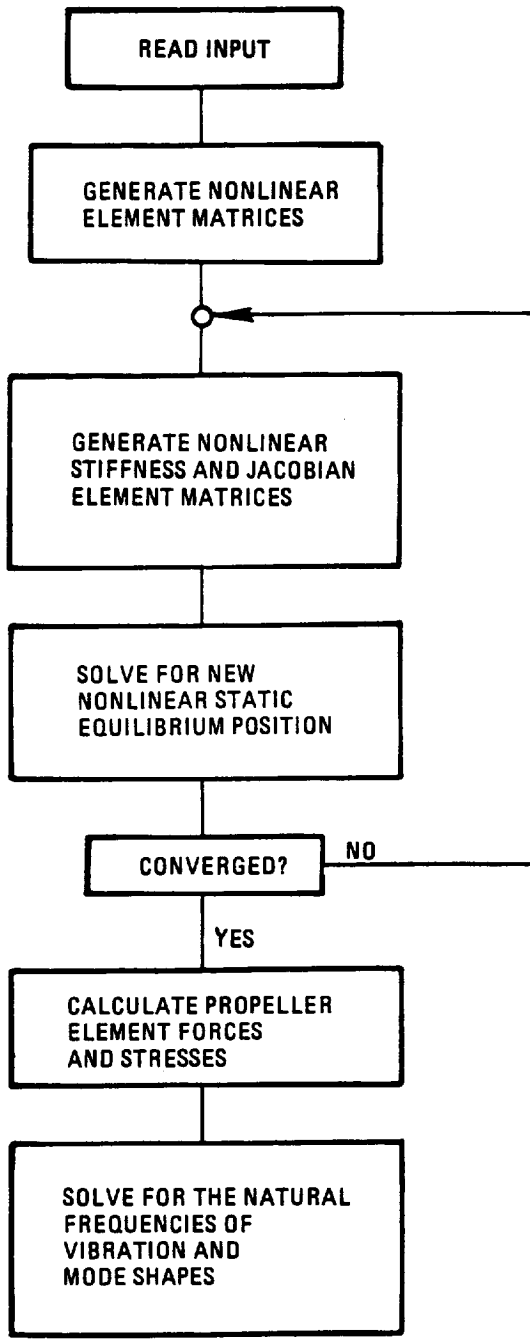 READ INPUT
GENERATE NONLINEAR
ELEMENT MATRICES
GENERATE NONLINEAR
STIFFNESS AND JACOBIAN
ELEMENT MATRICES
SOLVE FOR NEW
NONLINEAR STATIC
EQUILIBRIUM POSITION
CONVERGED?
NO
YES
CALCULATE PROPELLER
ELEMENT FORCES
AND STRESSES
SOLVE FOR THE NATURAL
FREQUENCIES OF
VIBRATION AND
MODE SHAPES